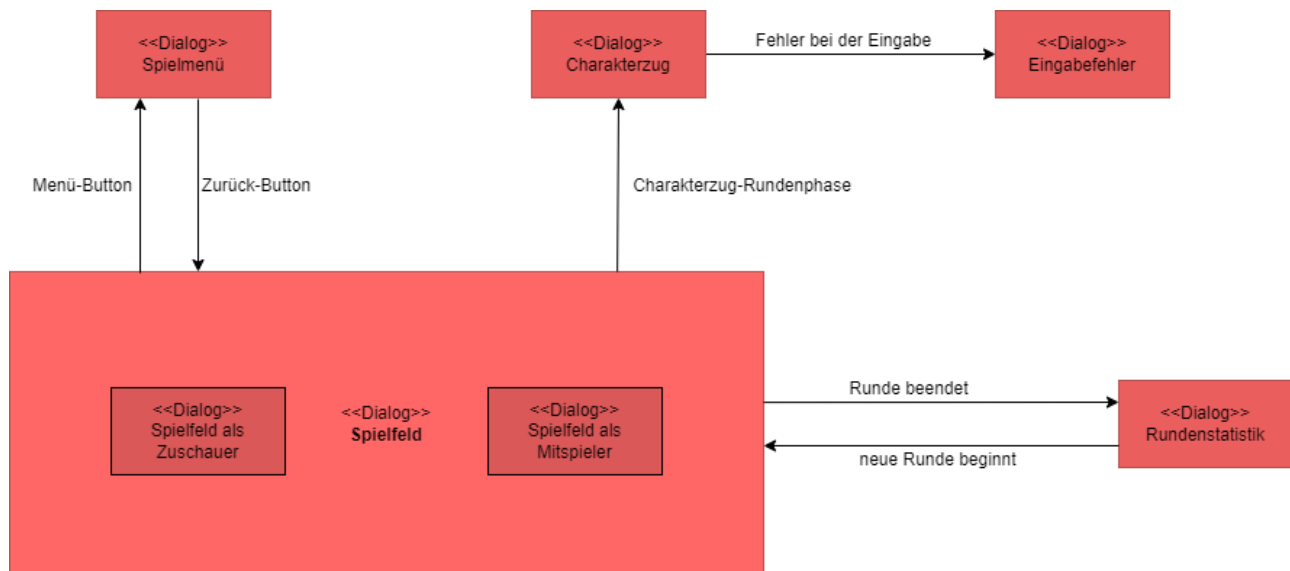 <<Dialog>>
Spielmenü
<<Dialog>>
Charakterzug
Fehler bei der Eingabe
<<Dialog>>
Eingabefehler
Menü-Button
Zurück-Button
Charakterzug-Rundenphase
<<Dialog>>
Spielfeld als
Zuschauer
<<Dialog>>
Spielfeld
<<Dialog>>
Spielfeld als
Mitspieler
Runde beendet
neue Runde beginnt
<<Dialog>>
Rundenstatistik